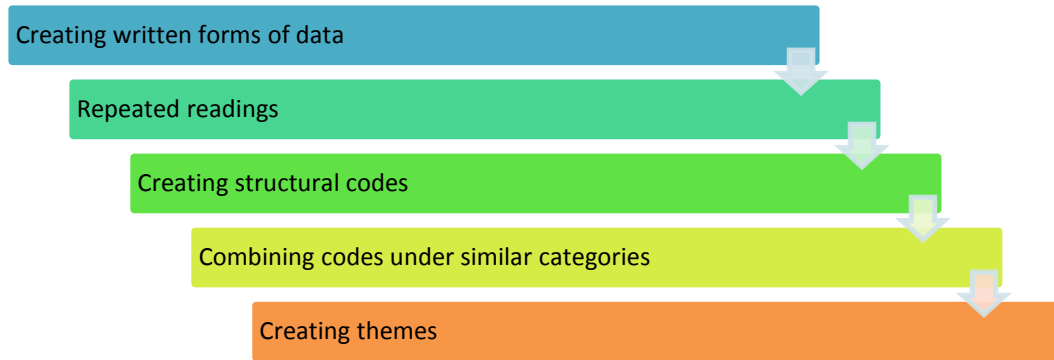 Creating written forms of data
Repeated readings
Creating structural codes
Combining codes under similar categories
Creating themes